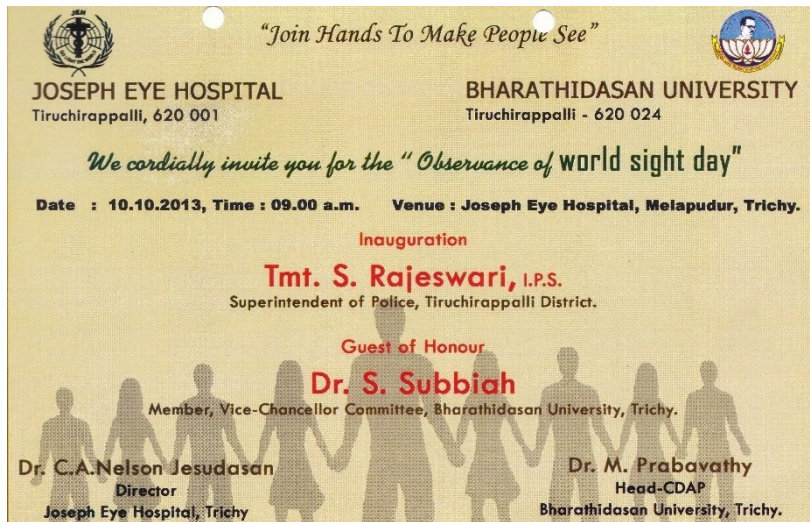 "Join Hands To Make People See"
JEH
JOSEPH EYE HOSPITAL
Tiruchirappalli, 620 001
BHARATHIDASAN UNIVERSITY
Tiruchirappalli - 620 024
We cordially invite you for the " Observance of world sight day"
Date : 10.10.2013, Time : 09.00 a.m. Venue : Joseph Eye Hospital, Melapudur, Trichy.
Inauguration
Tmt. S. Rajeswari, I.P.S.
Superintendent of Police, Tiruchirappalli District.
Guest of Honour
Dr. S. Subbiah
Member, Vice-Chancellor Committee, Bharathidasan University, Trichy.
Dr. C.A.Nelson Jesudasan
Director
Joseph Eye Hospital, Trichy
Dr. M. Prabavathy
Head-CDAP
Bharathidasan University, Trichy.